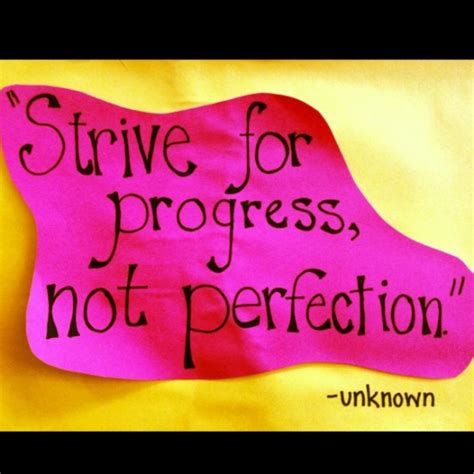 "Strive for
progress,
not perfection."
-unknown